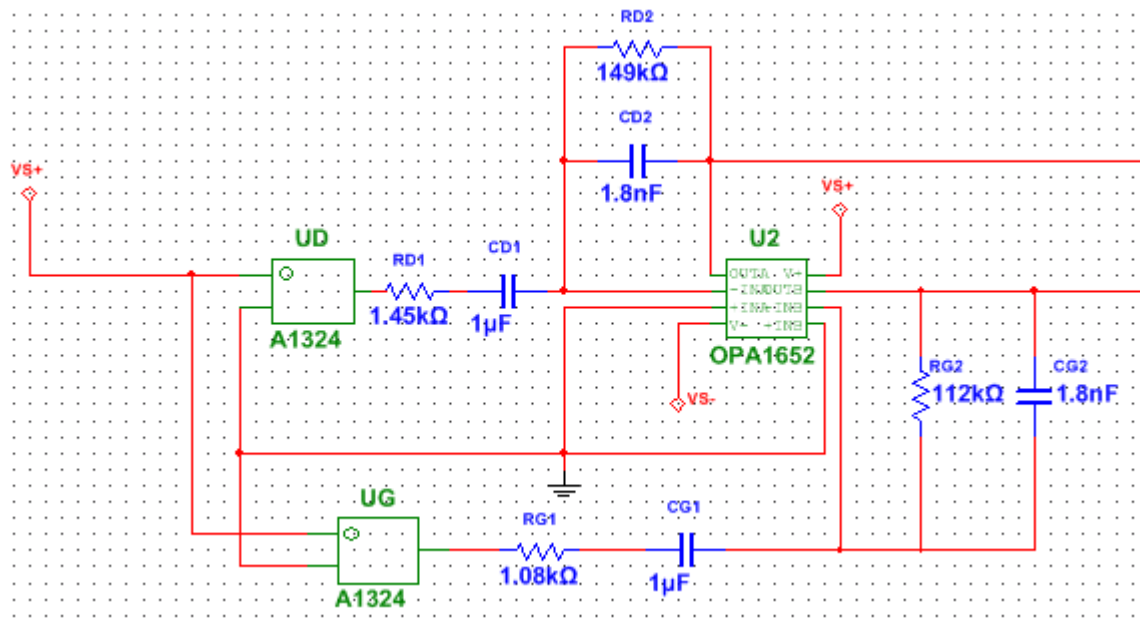 RD2
149kΩ
CD2
1.8nF
VS+
VS+
UD
RD1
CD1
U2
OUTA
V+
1.45kΩ
1µF
A1324
OPA1652
VS-
RG2
112kΩ
CG2
1.8nF
UG
RG1
CG1
1.08kΩ
1µF
A1324